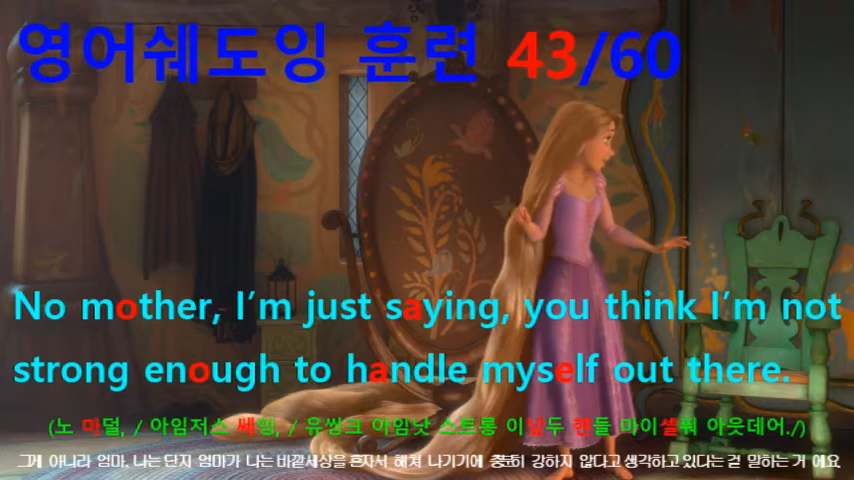 영어쉐도잉 훈련 43/60
No mother, I’m just saying, you think I’m not
strong enough to handle myself out there.
(노 마덜, / 아임저스 쎄잉, / 유씽크 아임낫 스트롱 이넢두 핸들 마이셀뤄 아웃데어./)
그게 아니라 엄마, 나는 단지 엄마가 나는 바깥세상을 혼자서 헤쳐 나가기에 충분히 강하지 않다고 생각하고 있다는 걸 말하는 거 에요